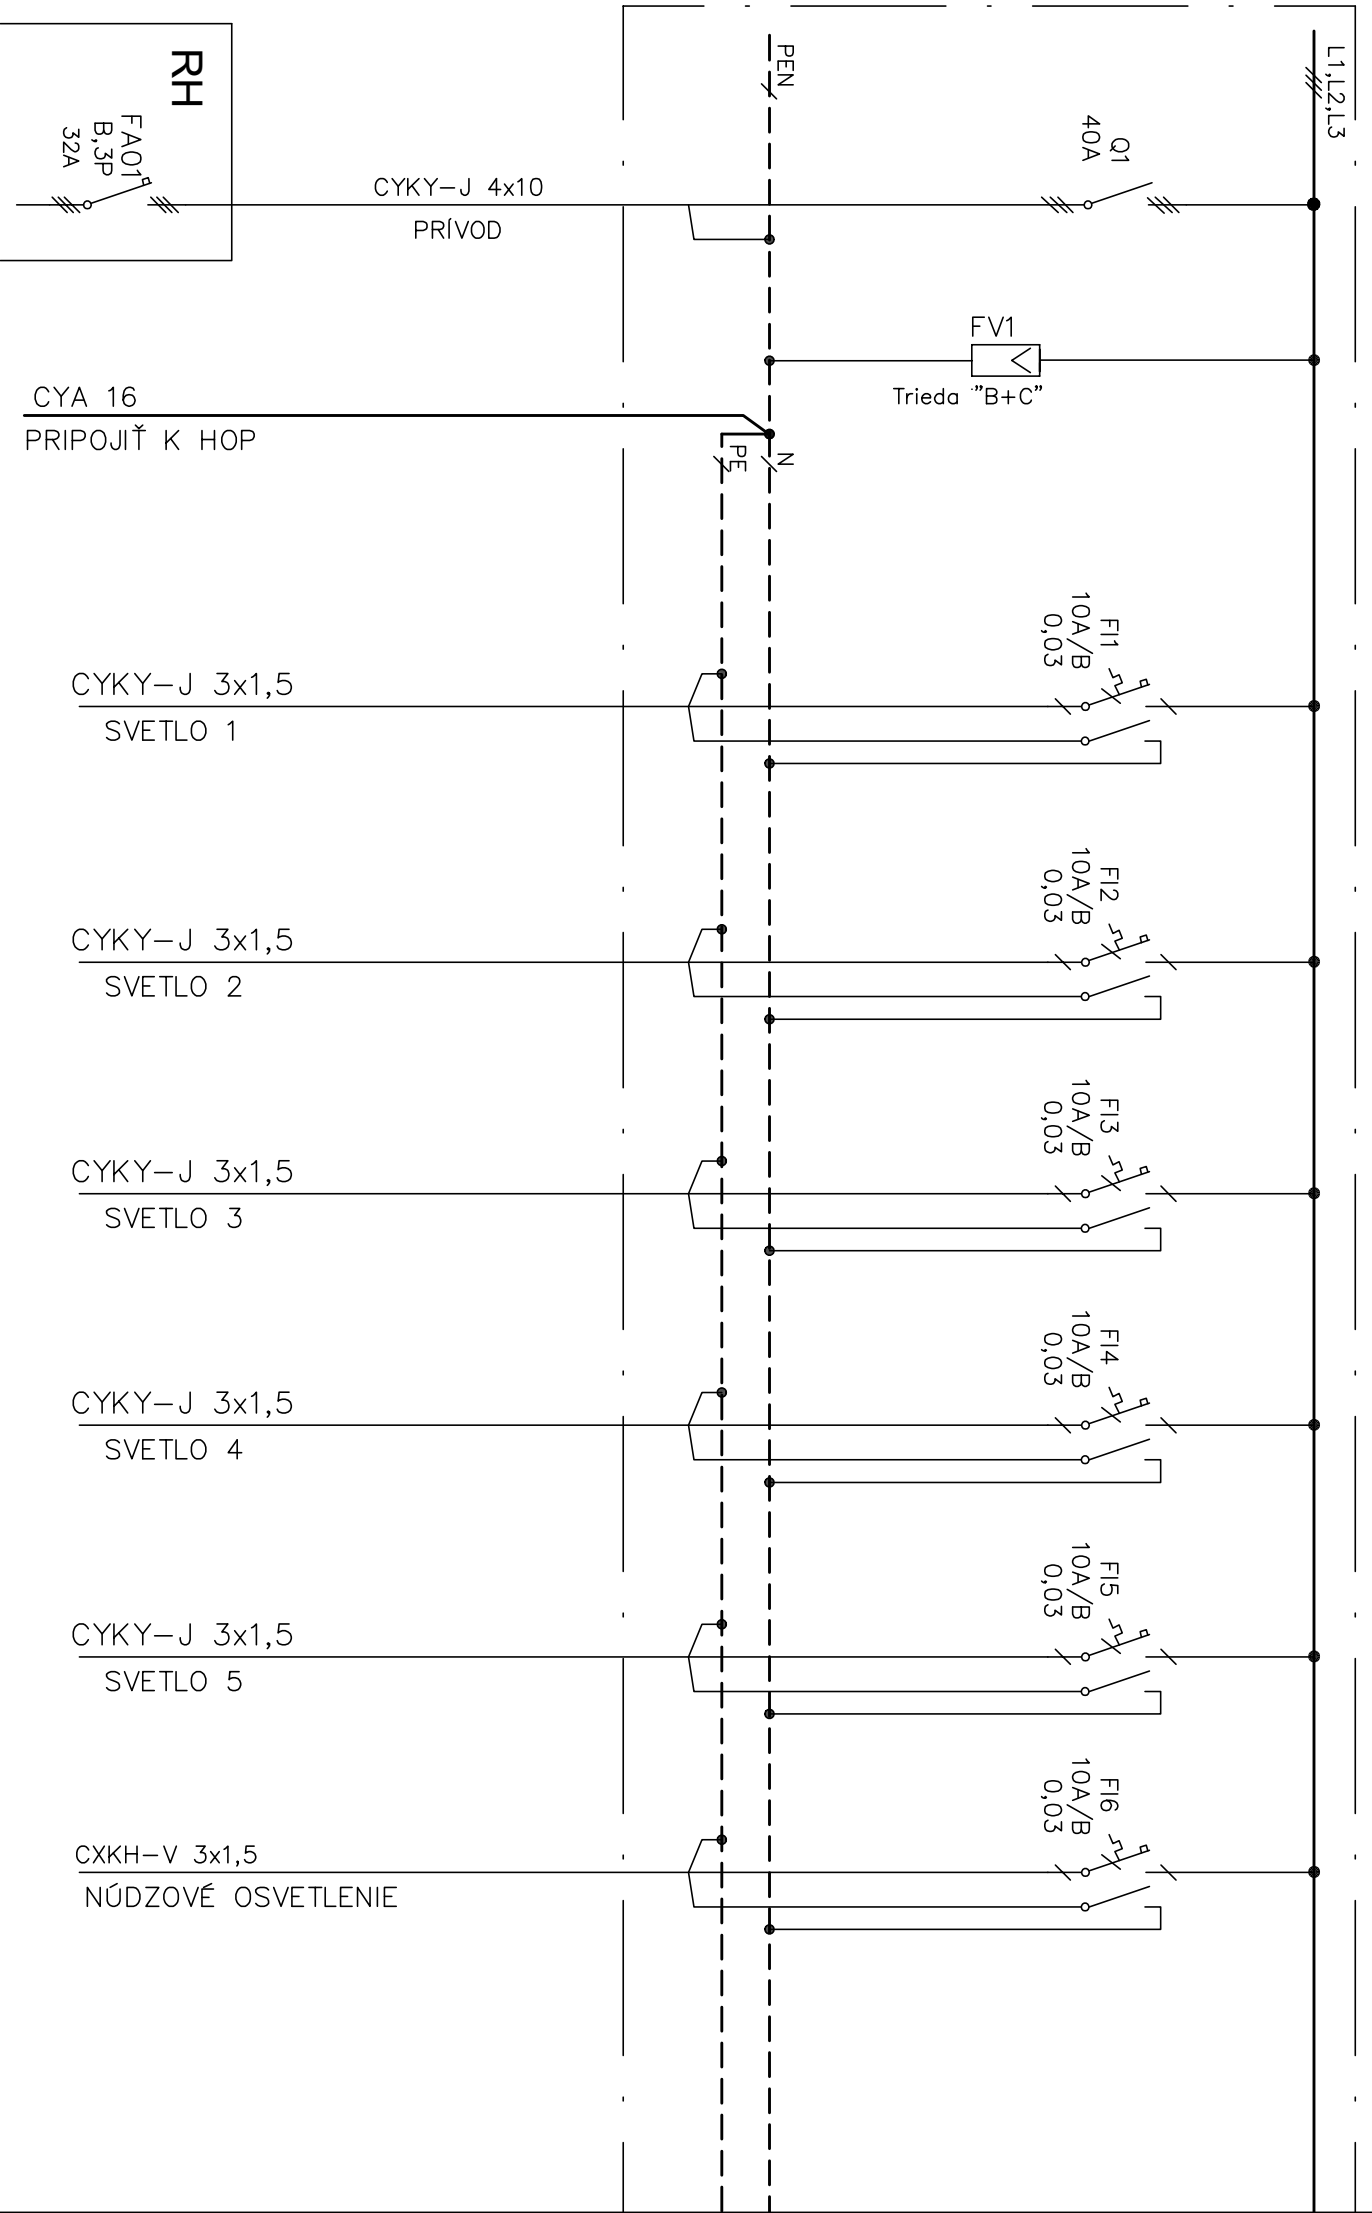 L1,L2,L3
PEN
RH
FA01
B,3P
32A
CYKY-J 4x10
PRÍVOD
Q1
40A
FV1
Trieda "B+C"
CYA 16
PRIPOJIŤ K HOP
PE
N
FI1
10A/B
0,03
CYKY-J 3x1,5
SVETLO 1
FI2
10A/B
0,03
CYKY-J 3x1,5
SVETLO 2
FI3
10A/B
0,03
CYKY-J 3x1,5
SVETLO 3
FI4
10A/B
0,03
CYKY-J 3x1,5
SVETLO 4
FI5
10A/B
0,03
CYKY-J 3x1,5
SVETLO 5
FI6
10A/B
0,03
CXKH-V 3x1,5
NÚDZOVÉ OSVETLENIE